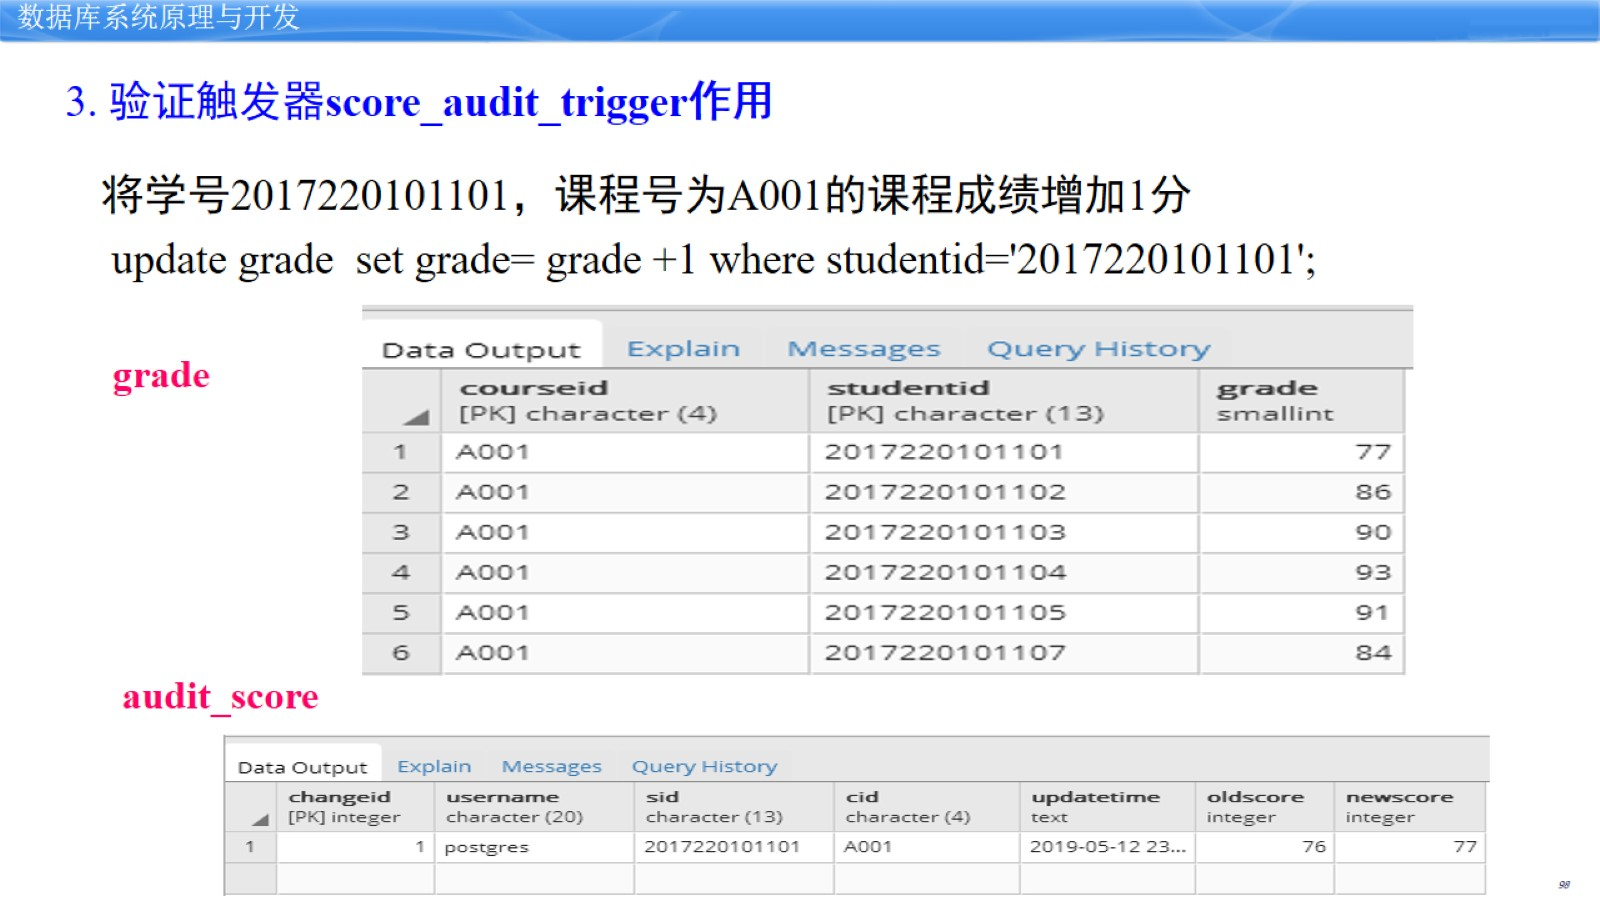 数据库系统原理与开发
3. 验证触发器score_audit_trigger作用
将学号2017220101101，课程号为A001的课程成绩增加1分
update grade  set grade= grade +1 where studentid='2017220101101';
grade
Data Output Explain Messages Query History
courseid studentid grade
[PK] character (4) [PK] character (13) smallint
1 A001 2017220101101 77
2 A001 2017220101102 86
3 A001 2017220101103 90
4 A001 2017220101104 93
5 A001 2017220101105 91
6 A001 2017220101107 84
audit_score
Data Output Explain Messages Query History
changeid username sid cid updatetime oldscore newscore
[PK] integer character (20) character (13) character (4) text integer integer
1 1 postgres 2017220101101 A001 2019-05-12 23... 76 77
98